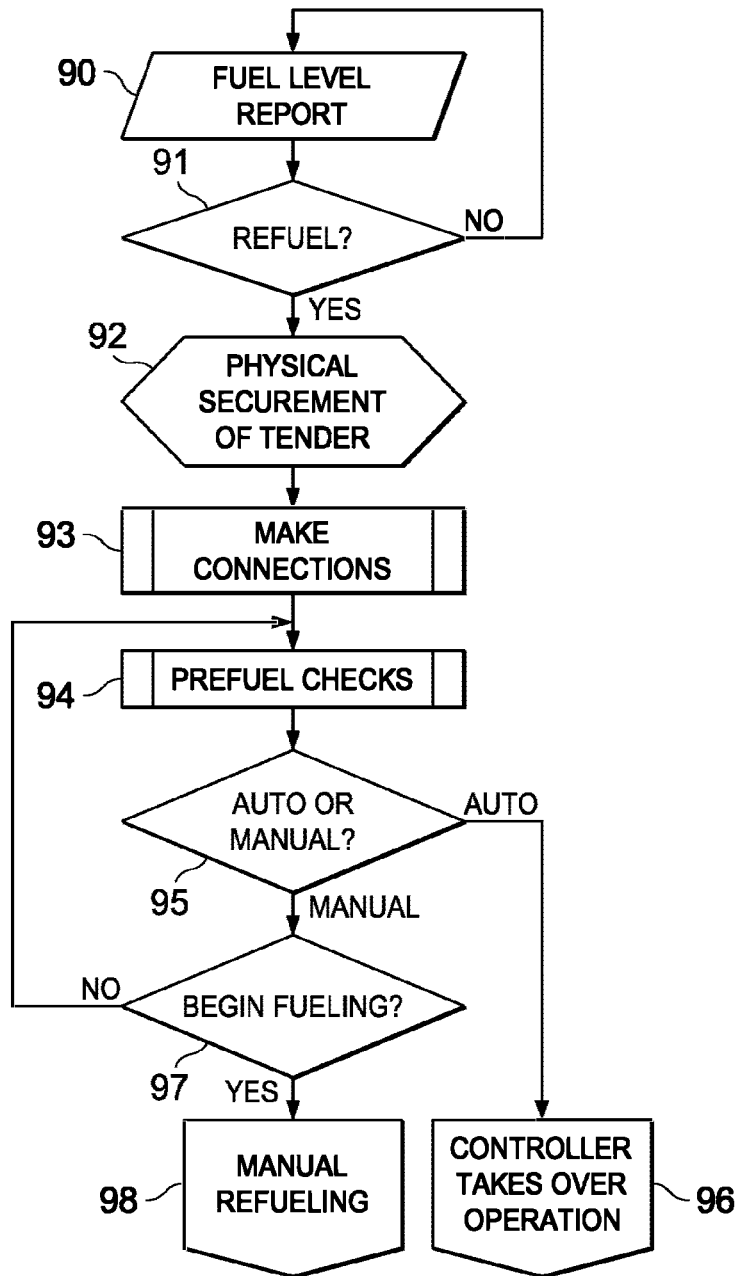 90
FUEL LEVEL
REPORT
91
REFUEL?
NO
YES
92
PHYSICAL
SECUREMENT
OF TENDER
93
MAKE
CONNECTIONS
94
PREFUEL CHECKS
AUTO OR
MANUAL?
AUTO
95
MANUAL
NO
BEGIN FUELING?
97
YES
98
MANUAL
REFUELING
CONTROLLER
TAKES OVER
OPERATION
96